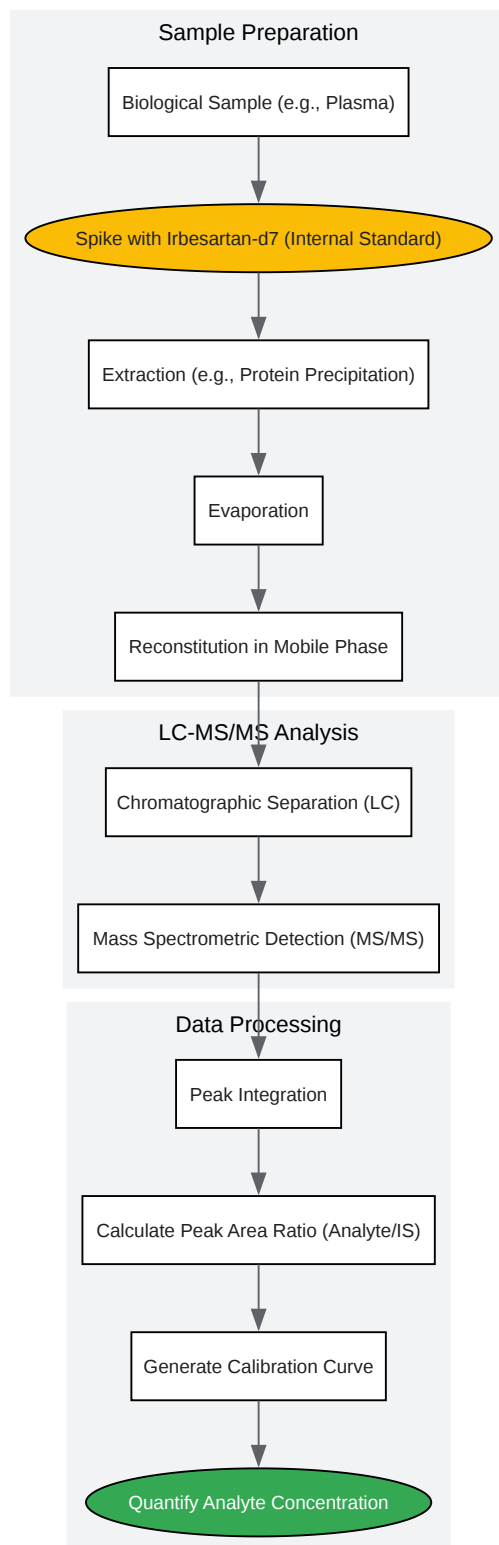 Sample Preparation
Biological Sample (e.g., Plasma)
Spike with Irbesartan-d7 (Internal Standard)
Extraction (e.g., Protein Precipitation)
Evaporation
Reconstitution in Mobile Phase
LC-MS/MS Analysis
Chromatographic Separation (LC)
Mass Spectrometric Detection (MS/MS)
Data Processing
Peak Integration
Calculate Peak Area Ratio (Analyte/IS)
Generate Calibration Curve
Quantify Analyte Concentration